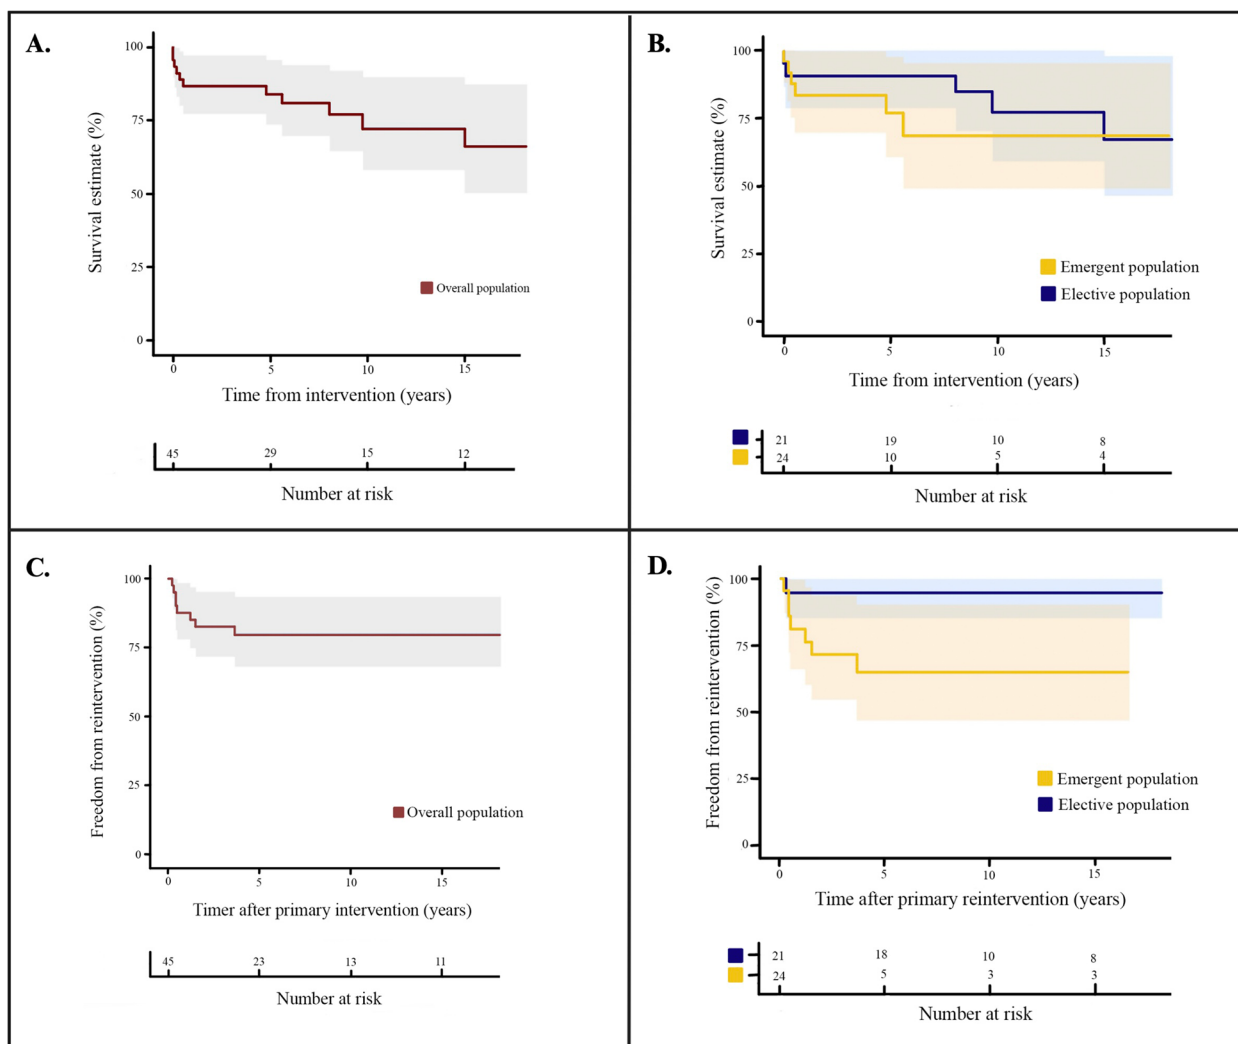 A.
100
75
50
25
0
Survival estimate (%)
Overall population
0 5 10 15
Time from intervention (years)
45 29 15 12
Number at risk
B.
100
75
50
25
0
Survival estimate (%)
Emergent population
Elective population
0 5 10 15
Time from intervention (years)
21 19 10 8
24 10 5 4
Number at risk
C.
100
75
50
25
0
Freedom from reintervention (%)
Overall population
0 5 10 15
Timer after primary intervention (years)
45 23 13 11
Number at risk
D.
100
75
50
25
0
Freedom from reintervention (%)
Emergent population
Elective population
0 5 10 15
Time after primary reintervention (years)
21 18 10 8
24 5 3 3
Number at risk